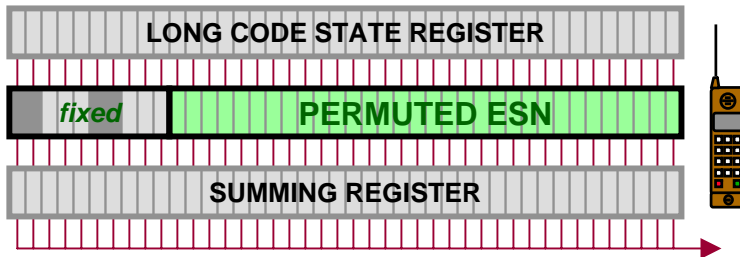 LONG CODE STATE REGISTER
fixed PERMUTED ESN
SUMMING REGISTER